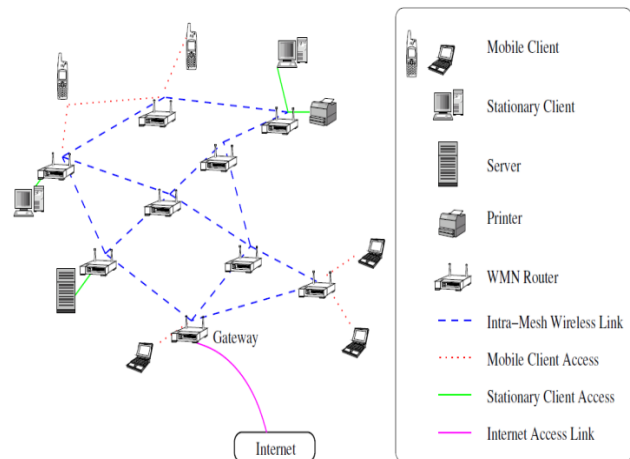 Gateway
Internet
Mobile Client
Stationary Client
Server
Printer
WMN Router
Intra-Mesh Wireless Link
Mobile Client Access
Stationary Client Access
Internet Access Link